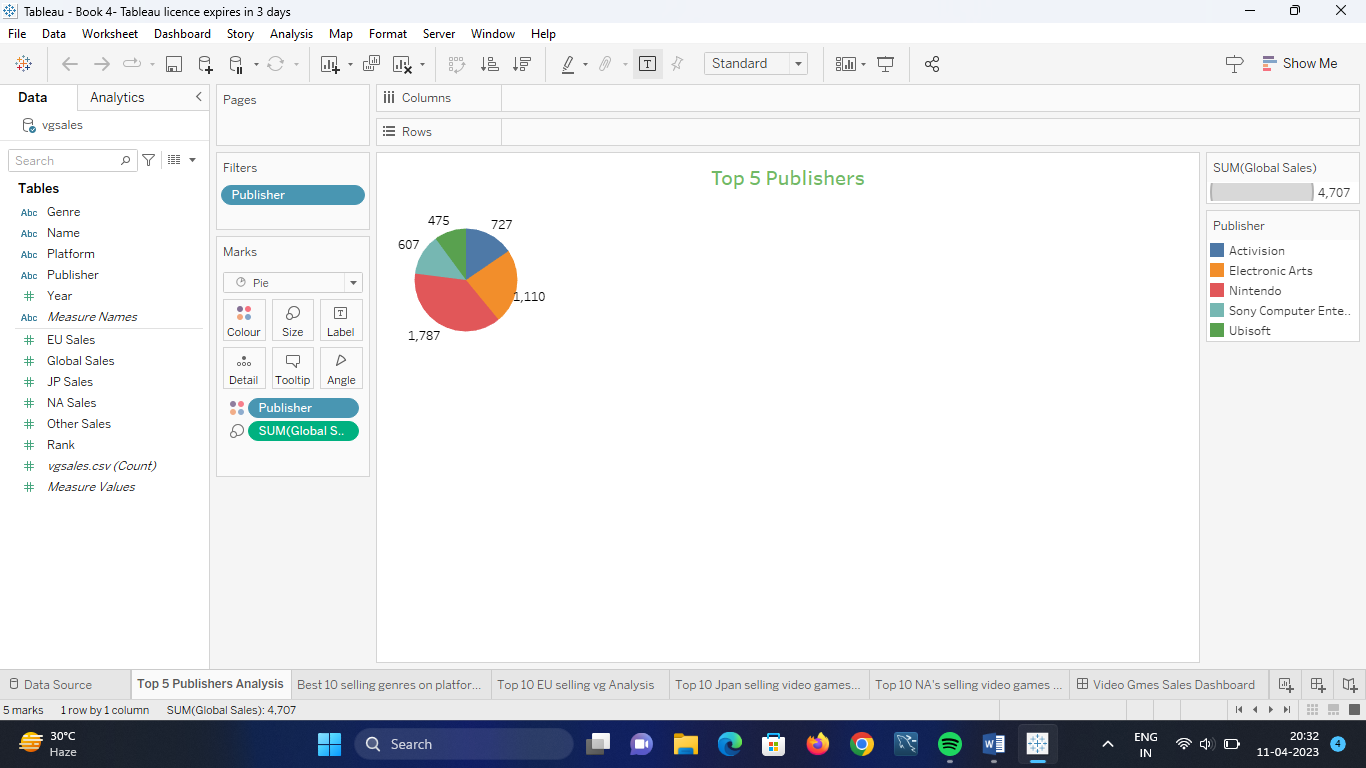 Tableau - Book 4- Tableau licence expires in 3 days
File Data Worksheet Dashboard Story Analysis Map Format Server Window Help
Standard
Show Me
Data Analytics
vgsales
Search
Tables
Abc Genre
Abc Name
Abc Platform
Abc Publisher
# Year
Abc Measure Names
# EU Sales
# Global Sales
# JP Sales
# NA Sales
# Other Sales
# Rank
# vgsales.csv (Count)
# Measure Values
Pages
Filters
Publisher
Marks
Pie
Colour Size Label
Detail Tooltip Angle
Publisher
SUM(Global S..
Columns
Rows
Top 5 Publishers
475 727
607
1,110
1,787
SUM(Global Sales)
4,707
Publisher
Activision
Electronic Arts
Nintendo
Sony Computer Ente..
Ubisoft
Data Source Top 5 Publishers Analysis Best 10 selling genres on platfor... Top 10 EU selling vg Analysis Top 10 Jpan selling video games... Top 10 NA's selling video games ... Video Gmes Sales Dashboard
5 marks 1 row by 1 column SUM(Global Sales): 4,707
30°C
Haze
Search
ENG
IN
20:32
11-04-2023
4